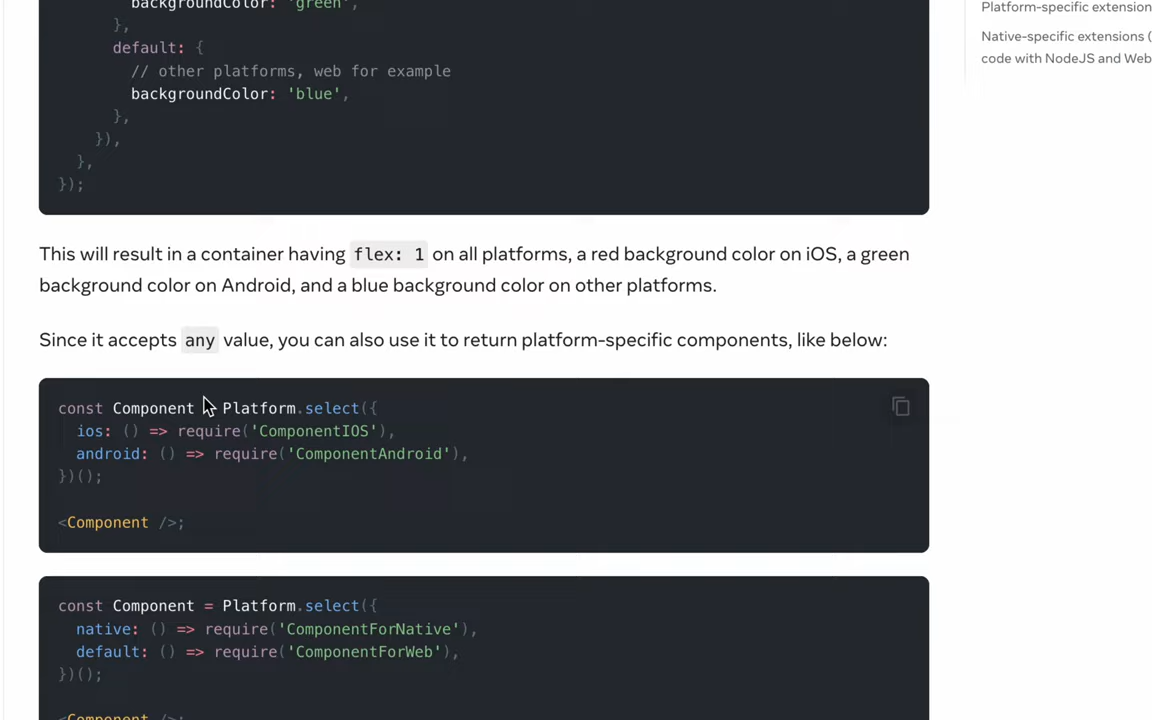 backgroundColor: 'green',
},
default: {
// other platforms, web for example
backgroundColor: 'blue',
},
}),
},
});
This will result in a container having flex: 1 on all platforms, a red background color on iOS, a green
background color on Android, and a blue background color on other platforms.
Since it accepts any value, you can also use it to return platform-specific components, like below:
const Component Platform.select({
ios: () => require('ComponentIOS'),
android: () => require('ComponentAndroid'),
})();
<Component />;
const Component = Platform.select({
native: () => require('ComponentForNative'),
default: () => require('ComponentForWeb'),
})();
<Component />;
Platform-specific extension
Native-specific extensions (
code with NodeJS and Web